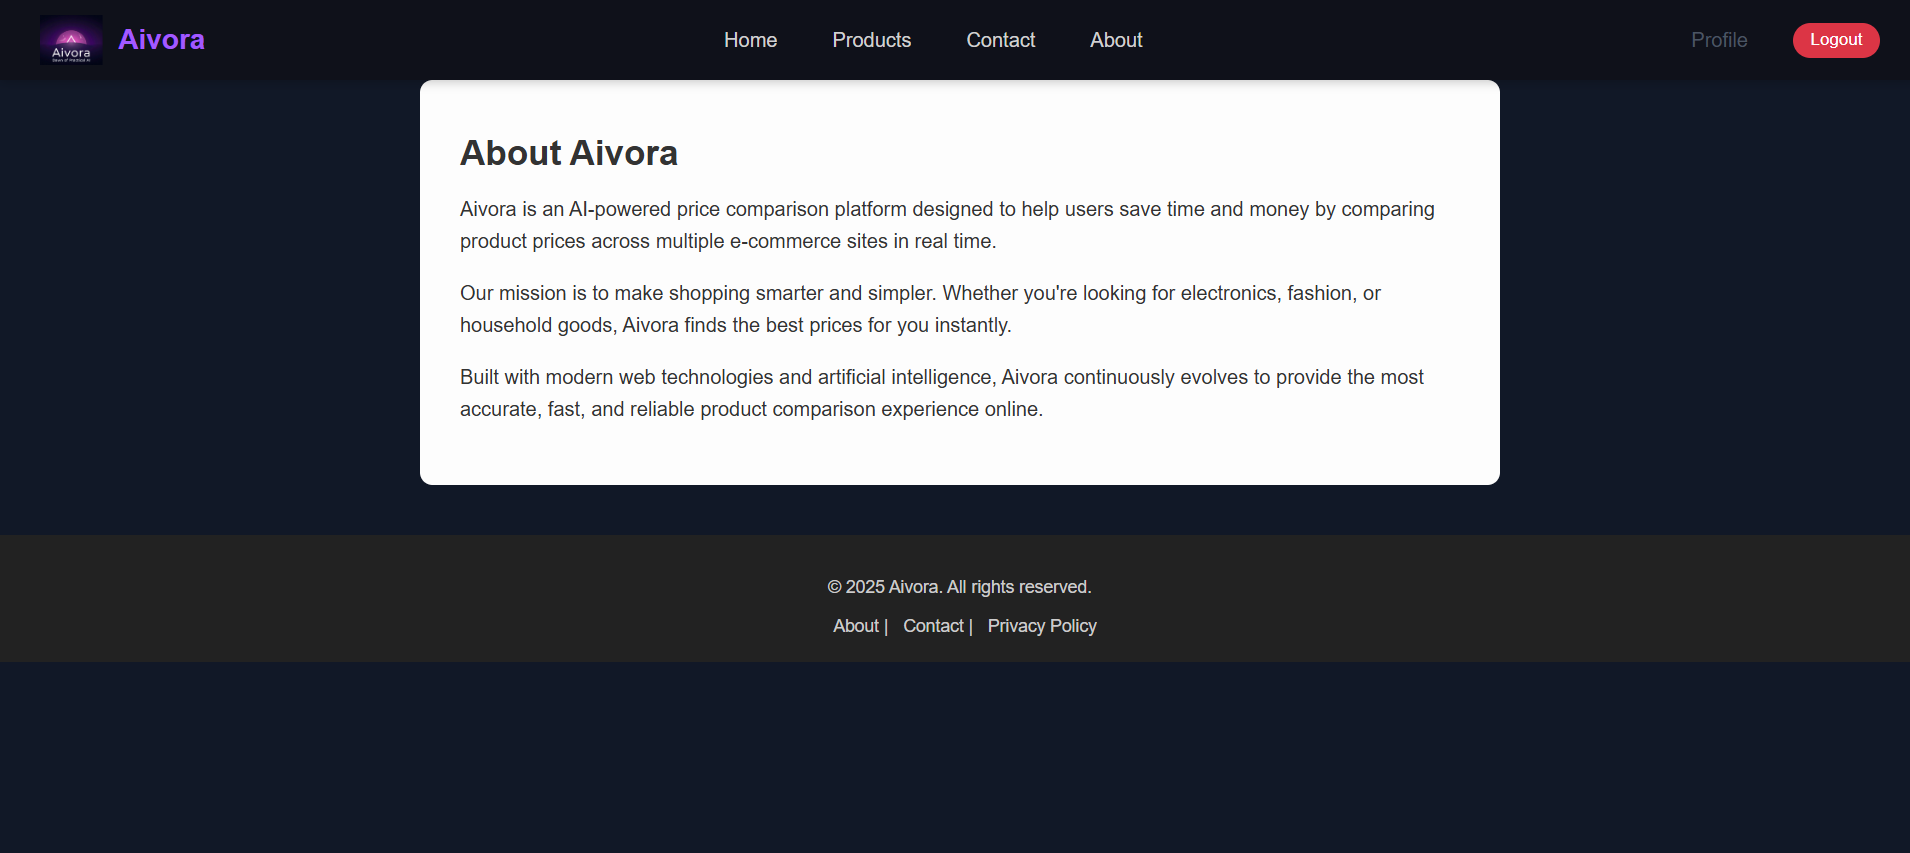 Aivora
Dawn of Practical AI
Aivora
Home
Products
Contact
About
Profile
Logout
About Aivora
Aivora is an AI-powered price comparison platform designed to help users save time and money by comparing
product prices across multiple e-commerce sites in real time.
Our mission is to make shopping smarter and simpler. Whether you're looking for electronics, fashion, or
household goods, Aivora finds the best prices for you instantly.
Built with modern web technologies and artificial intelligence, Aivora continuously evolves to provide the most
accurate, fast, and reliable product comparison experience online.
© 2025 Aivora. All rights reserved.
About | Contact | Privacy Policy